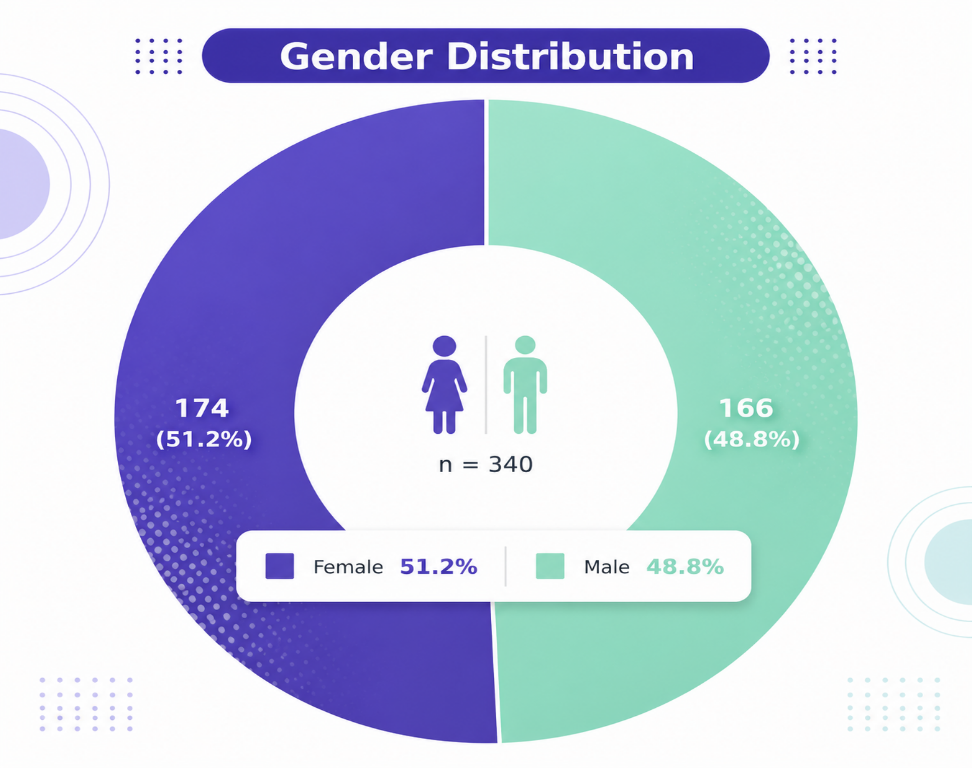 Gender Distribution
174
(51.2%)
166
(48.8%)
n = 340
Female 51.2%
Male 48.8%